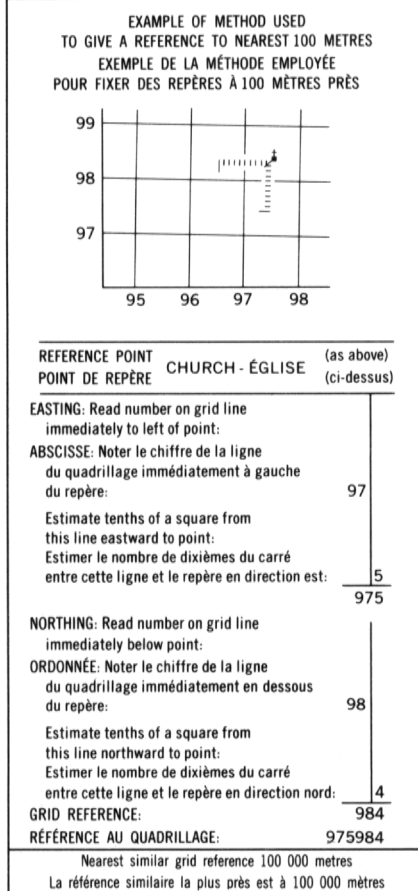 EXAMPLE OF METHOD USED
TO GIVE A REFERENCE TO NEAREST 100 METRES
EXEMPLE DE LA MÉTHODE EMPLOYÉE
POUR FIXER DES REPÈRES À 100 MÈTRES PRÈS
99
98
97
95 96 97 98
REFERENCE POINT CHURCH - ÉGLISE (as above)
POINT DE REPÈRE (ci-dessus)
EASTING: Read number on grid line
immediately to left of point:
ABSCISSE: Noter le chiffre de la ligne
du quadrillage immédiatement à gauche
du repère: 97
Estimate tenths of a square from
this line eastward to point:
Estimer le nombre de dixièmes du carré
entre cette ligne et le repère en direction est: 5
975
NORTHING: Read number on grid line
immediately below point:
ORDONNÉE: Noter le chiffre de la ligne
du quadrillage immédiatement en dessous
du repère: 98
Estimate tenths of a square from
this line northward to point:
Estimer le nombre de dixièmes du carré
entre cette ligne et le repère en direction nord: 4
GRID REFERENCE: 984
RÉFÉRENCE AU QUADRILLAGE: 975984
Nearest similar grid reference 100 000 metres
La référence similaire la plus près est à 100 000 mètres